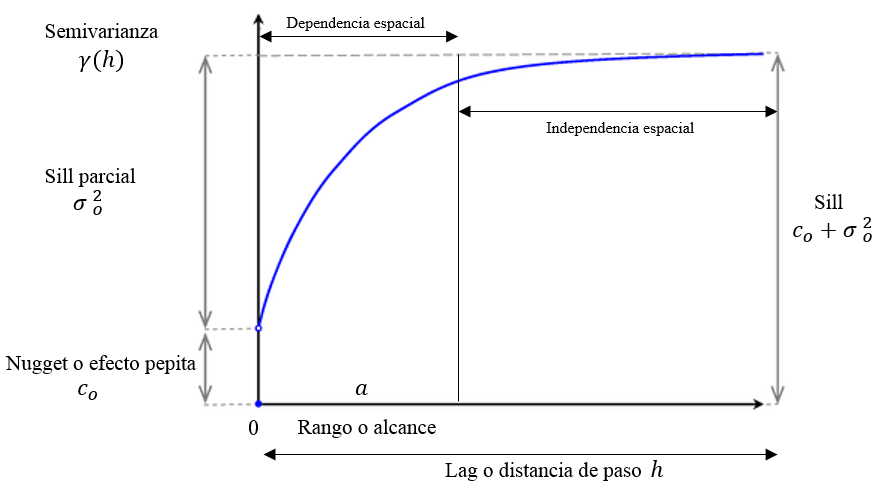 Dependencia espacial
Semivarianza
γ(h)
Independencia espacial
Sill parcial
σ²ₒ
Sill
cₒ + σ²ₒ
Nugget o efecto pepita
cₒ
a
0
Rango o alcance
Lag o distancia de paso h